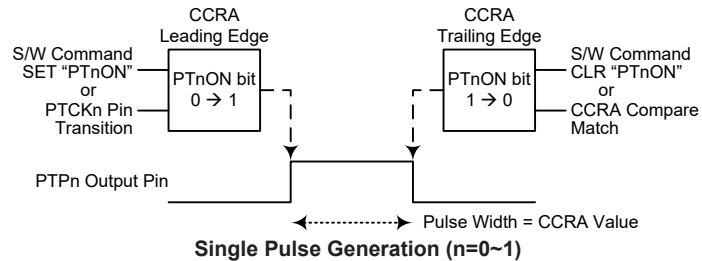 CCRA
Leading Edge
S/W Command
SET "PTnON"
or
PTCKn Pin
Transition
PTnON bit
0 → 1
CCRA
Trailing Edge
PTnON bit
1 → 0
S/W Command
CLR "PTnON"
or
CCRA Compare
Match
PTPn Output Pin
Pulse Width = CCRA Value
Single Pulse Generation (n=0~1)